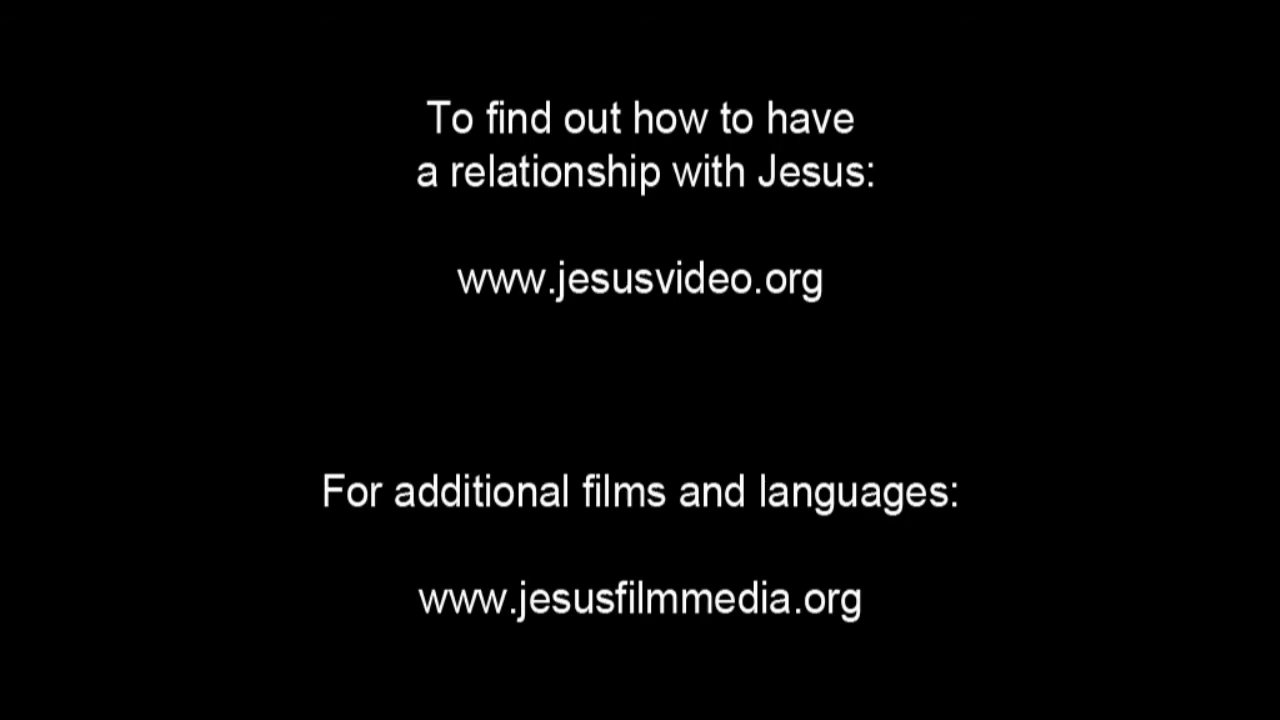 To find out how to have
a relationship with Jesus:
www.jesusvideo.org
For additional films and languages:
www.jesusfilmmedia.org